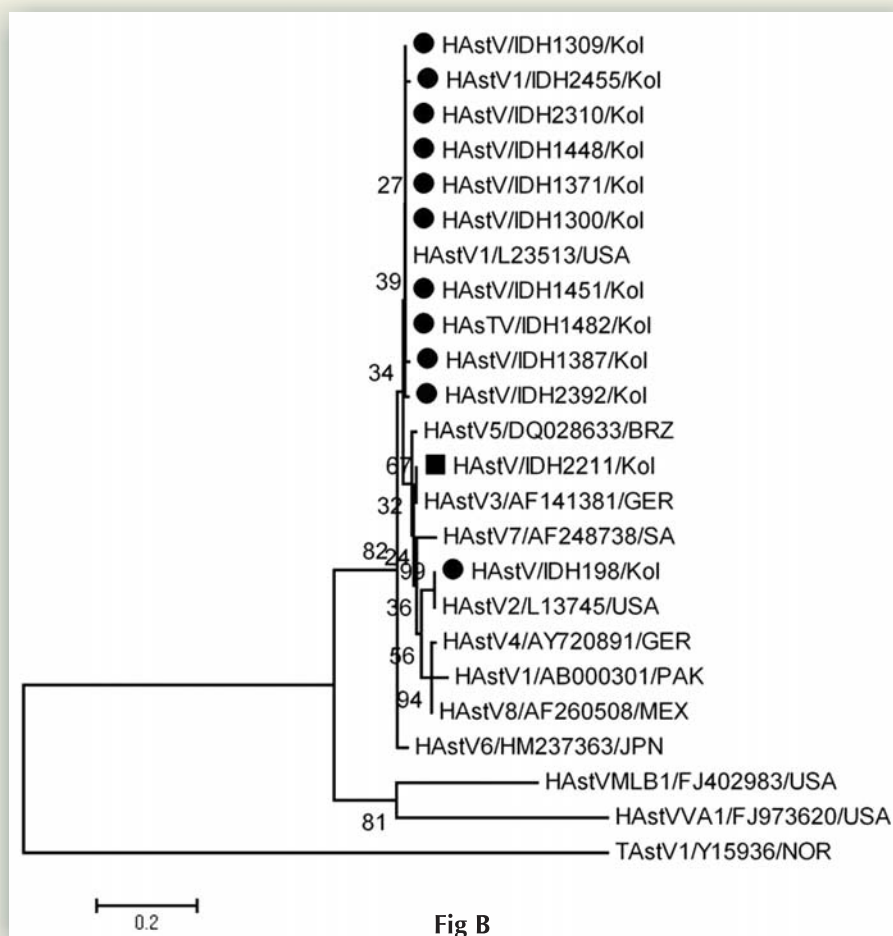 HAstV/IDH1309/Kol
HAstV1/IDH2455/Kol
HAstV/IDH2310/Kol
HAstV/IDH1448/Kol
27
HAstV/IDH1371/Kol
HAstV/IDH1300/Kol
HAstV1/L23513/USA
39
HAstV/IDH1451/Kol
HAsTV/IDH1482/Kol
HAstV/IDH1387/Kol
34
HAstV/IDH2392/Kol
HAstV5/DQ028633/BRZ
67
HAstV/IDH2211/Kol
HAstV3/AF141381/GER
32
HAstV7/AF248738/SA
82
24
99
HAstV/IDH198/Kol
HAstV2/L13745/USA
36
HAstV4/AY720891/GER
56
HAstV1/AB000301/PAK
94
HAstV8/AF260508/MEX
HAstV6/HM237363/JPN
HAstVMLB1/FJ402983/USA
HAstVVA1/FJ973620/USA
81
TAstV1/Y15936/NOR
0.2
Fig B